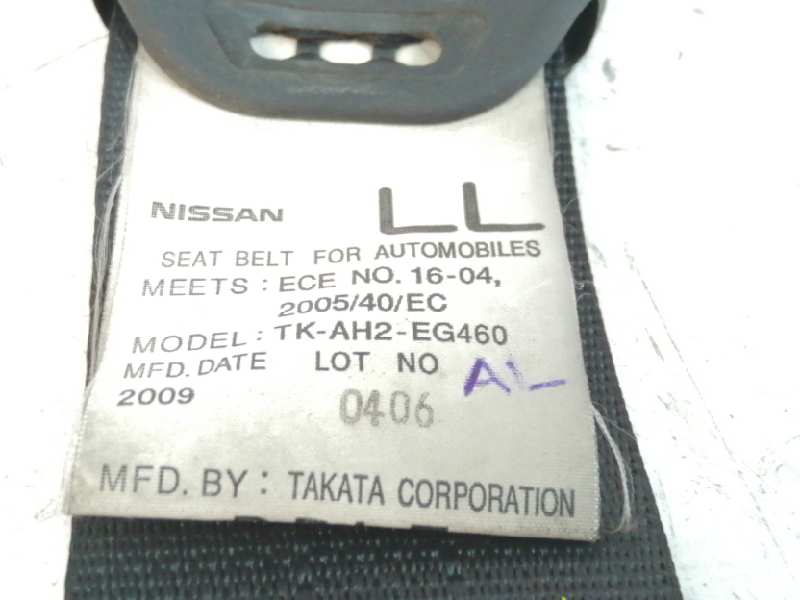 NISSAN LL
SEAT BELT FOR AUTOMOBILES
MEETS : ECE NO. 16-04,
2005/40/EC
MODEL: TK-AH2-EG460
MFD. DATE LOT NO AL
2009 0406
MFD. BY : TAKATA CORPORATION